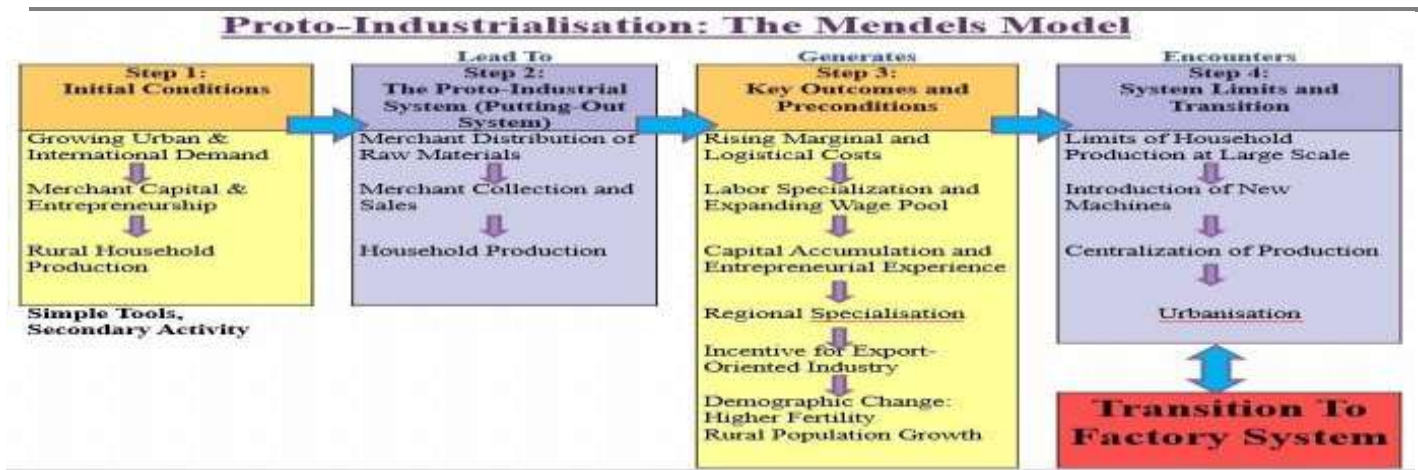 Proto-Industrialisation: The Mendels Model
Step 1:
Initial Conditions
Growing Urban &
International Demand
Merchant Capital &
Entrepreneurship
Rural Household
Production
Simple Tools,
Secondary Activity
Lead To
Step 2:
The Proto-Industrial
System (Putting-Out
System)
Merchant Distribution of
Raw Materials
Merchant Collection and
Sales
Household Production
Generates
Step 3:
Key Outcomes and
Preconditions
Rising Marginal and
Logistical Costs
Labor Specialization and
Expanding Wage Pool
Capital Accumulation and
Entrepreneurial Experience
Regional Specialisation
Incentive for Export-
Oriented Industry
Demographic Change:
Higher Fertility
Rural Population Growth
Encounters
Step 4:
System Limits and
Transition
Limits of Household
Production at Large Scale
Introduction of New
Machines
Centralization of Production
Urbanisation
Transition To
Factory System